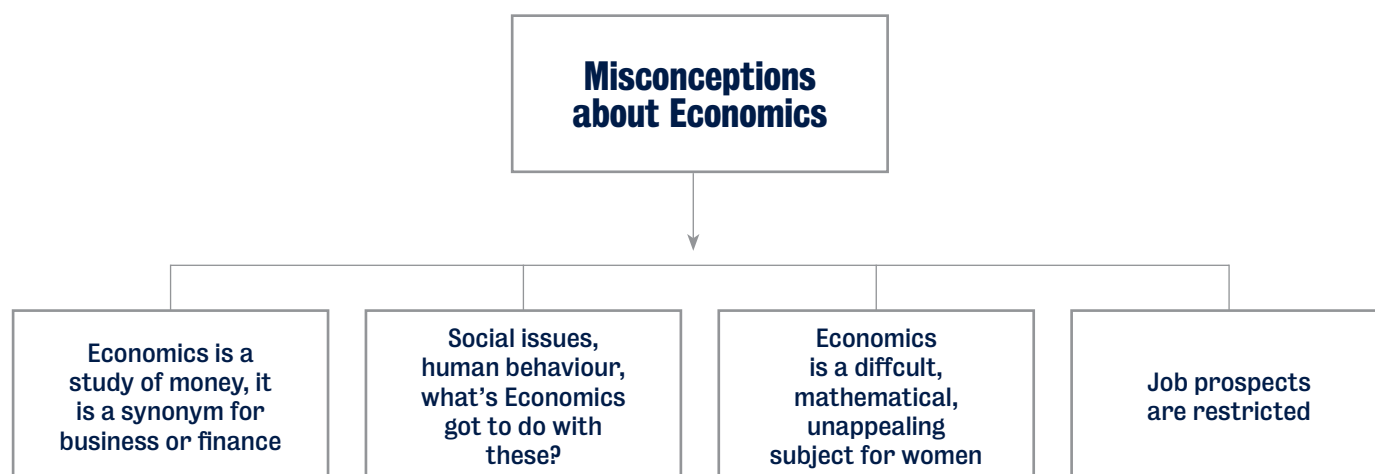 Misconceptions
about Economics
Economics is a
study of money, it
is a synonym for
business or finance
Social issues,
human behaviour,
what's Economics
got to do with
these?
Economics
is a diffcult,
mathematical,
unappealing
subject for women
Job prospects
are restricted